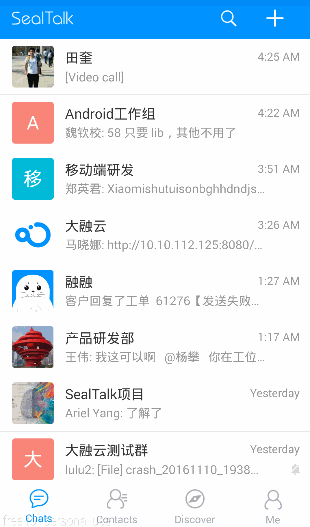 SealTalk
田奎 4:25 AM
[Video call]
A Android工作组 4:22 AM
魏钦校: 58 只要 lib，其他不用了
移 移动端研发 3:51 AM
郑英君: Xiaomishutuisonbghhdndjs...
大融云 3:26 AM
马晓娜: http://10.10.112.125:8080/...
融融 1:27 AM
客户回复了工单 61276【发送失败...
产品研发部 1:17 AM
王伟: 我这可以啊 @杨攀 你在工位...
SealTalk项目 Yesterday
Ariel Yang: 了解了
大 大融云测试群 Yesterday
lulu2: [File] crash_20161110_1938...
Chats Contacts Discover Me